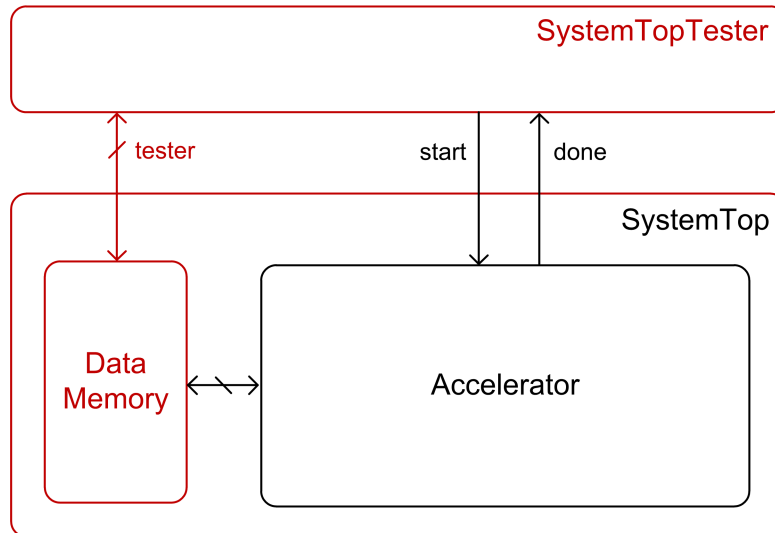 SystemTopTester
tester
start
done
SystemTop
Data
Memory
Accelerator